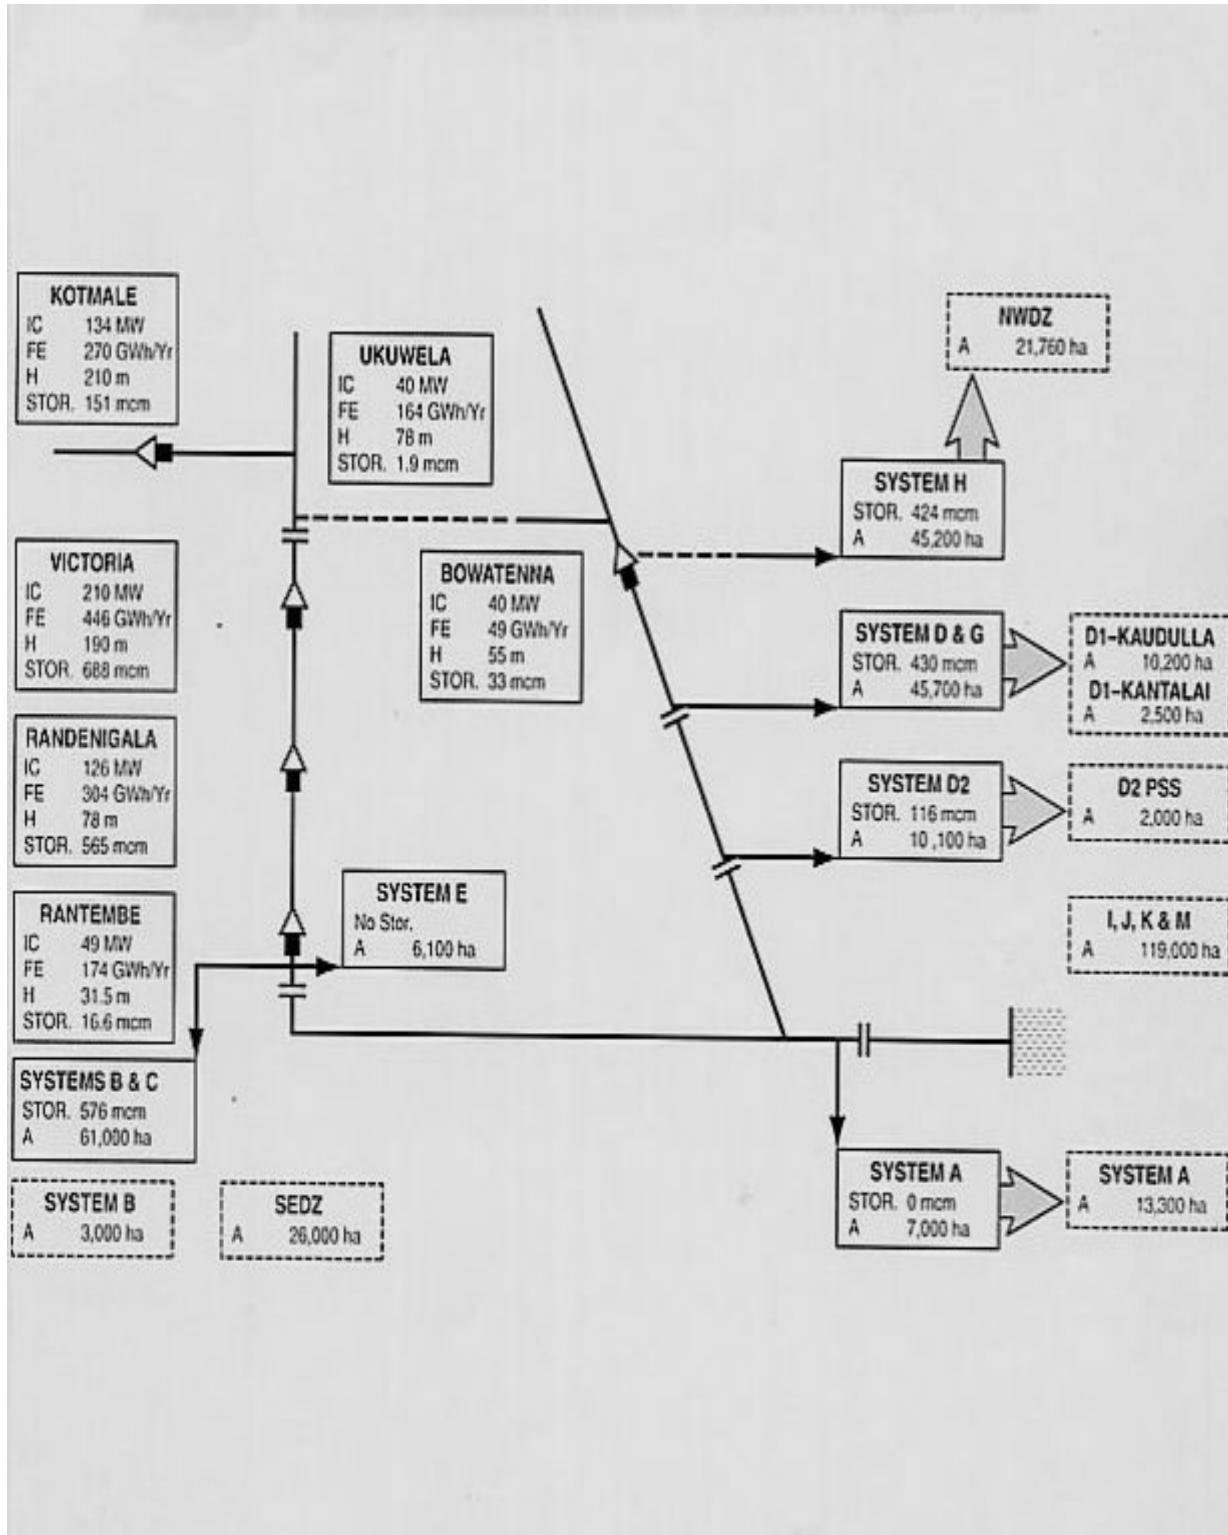 KOTMALE
IC 134 MW
FE 270 GWh/Yr
H 210 m
STOR. 151 mcm
UKUWELA
IC 40 MW
FE 164 GWh/Yr
H 78 m
STOR. 1.9 mcm
NWDZ
A 21,760 ha
SYSTEM H
STOR. 424 mcm
A 45,200 ha
VICTORIA
IC 210 MW
FE 446 GWh/Yr
H 190 m
STOR. 688 mcm
BOWATENNA
IC 40 MW
FE 49 GWh/Yr
H 55 m
STOR. 33 mcm
SYSTEM D & G
STOR. 430 mcm
A 45,700 ha
D1-KAUDULLA
A 10,200 ha
D1-KANTALAI
A 2,500 ha
RANDENIGALA
IC 126 MW
FE 304 GWh/Yr
H 78 m
STOR. 565 mcm
SYSTEM D2
STOR. 116 mcm
A 10 ,100 ha
D2 PSS
A 2,000 ha
RANTEMBE
IC 49 MW
FE 174 GWh/Yr
H 31.5 m
STOR. 16.6 mcm
SYSTEM E
No Stor.
A 6,100 ha
I, J, K & M
A 119,000 ha
SYSTEMS B & C
STOR. 576 mcm
A 61,000 ha
SYSTEM B
A 3,000 ha
SEDZ
A 26,000 ha
SYSTEM A
STOR. 0 mcm
A 7,000 ha
SYSTEM A
A 13,300 ha